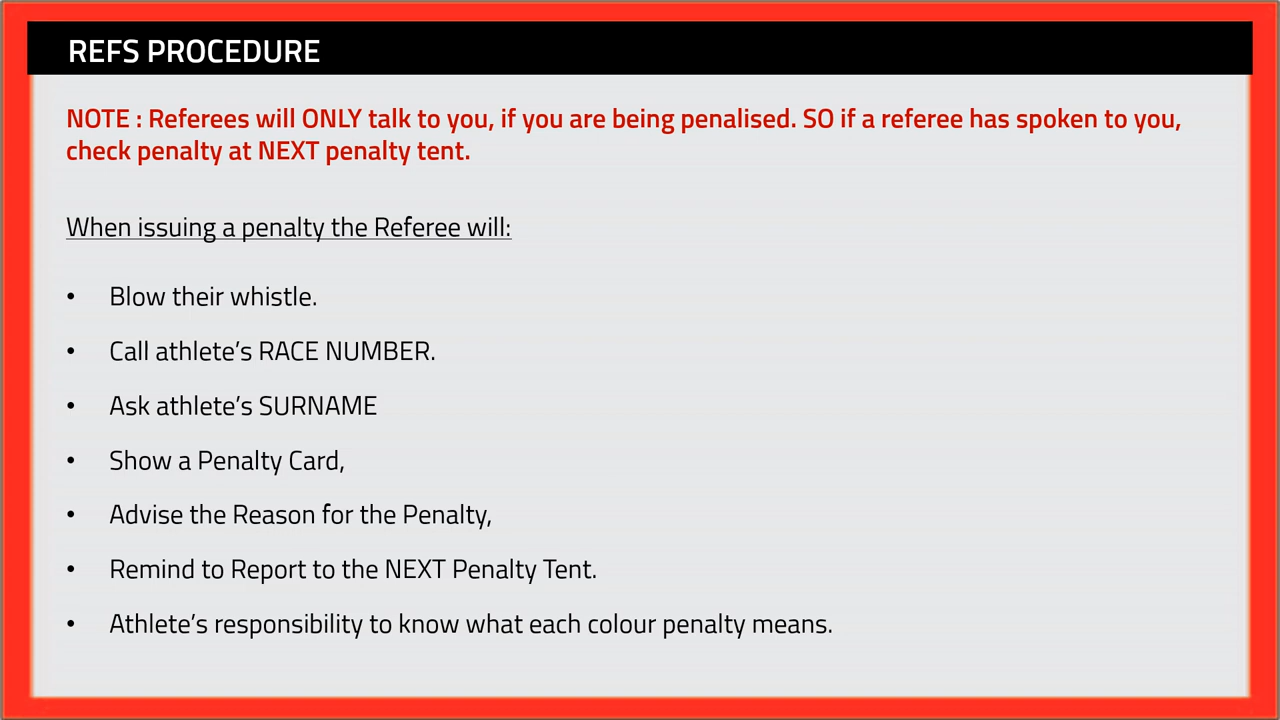 REFS PROCEDURE
NOTE : Referees will ONLY talk to you, if you are being penalised. SO if a referee has spoken to you,
check penalty at NEXT penalty tent.
When issuing a penalty the Referee will:
• Blow their whistle.
• Call athlete’s RACE NUMBER.
• Ask athlete’s SURNAME
• Show a Penalty Card,
• Advise the Reason for the Penalty,
• Remind to Report to the NEXT Penalty Tent.
• Athlete’s responsibility to know what each colour penalty means.